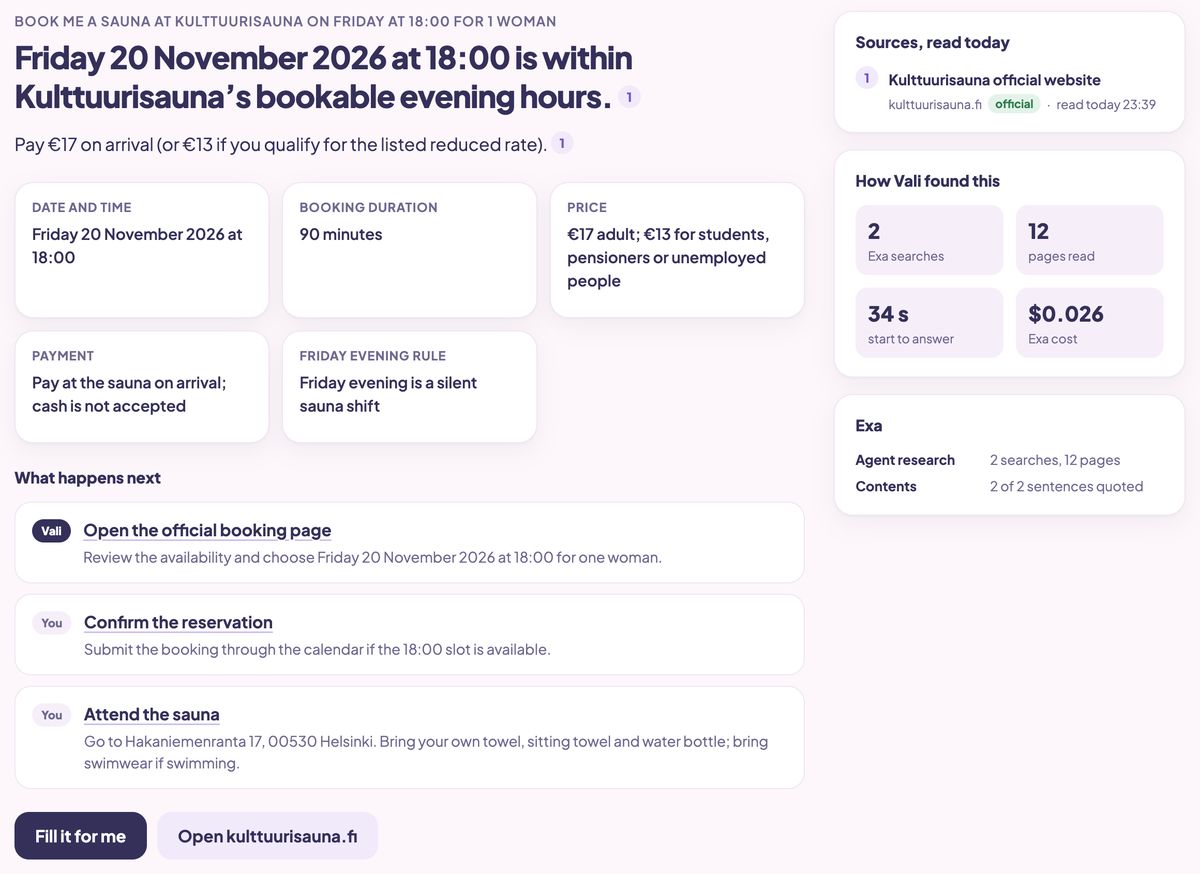 BOOK ME A SAUNA AT KULTTUURISAUNA ON FRIDAY AT 18:00 FOR 1 WOMAN
Friday 20 November 2026 at 18:00 is within
Kulttuurisauna’s bookable evening hours. 1
Pay €17 on arrival (or €13 if you qualify for the listed reduced rate). 1
DATE AND TIME
Friday 20 November 2026 at
18:00
BOOKING DURATION
90 minutes
PRICE
€17 adult; €13 for students,
pensioners or unemployed
people
PAYMENT
Pay at the sauna on arrival;
cash is not accepted
FRIDAY EVENING RULE
Friday evening is a silent
sauna shift
What happens next
Vali
Open the official booking page
Review the availability and choose Friday 20 November 2026 at 18:00 for one woman.
You
Confirm the reservation
Submit the booking through the calendar if the 18:00 slot is available.
You
Attend the sauna
Go to Hakaniemenranta 17, 00530 Helsinki. Bring your own towel, sitting towel and water bottle; bring
swimwear if swimming.
Fill it for me
Open kulttuurisauna.fi
Sources, read today
1 Kulttuurisauna official website
kulttuurisauna.fi official · read today 23:39
How Vali found this
2
Exa searches
12
pages read
34 s
start to answer
$0.026
Exa cost
Exa
Agent research 2 searches, 12 pages
Contents 2 of 2 sentences quoted